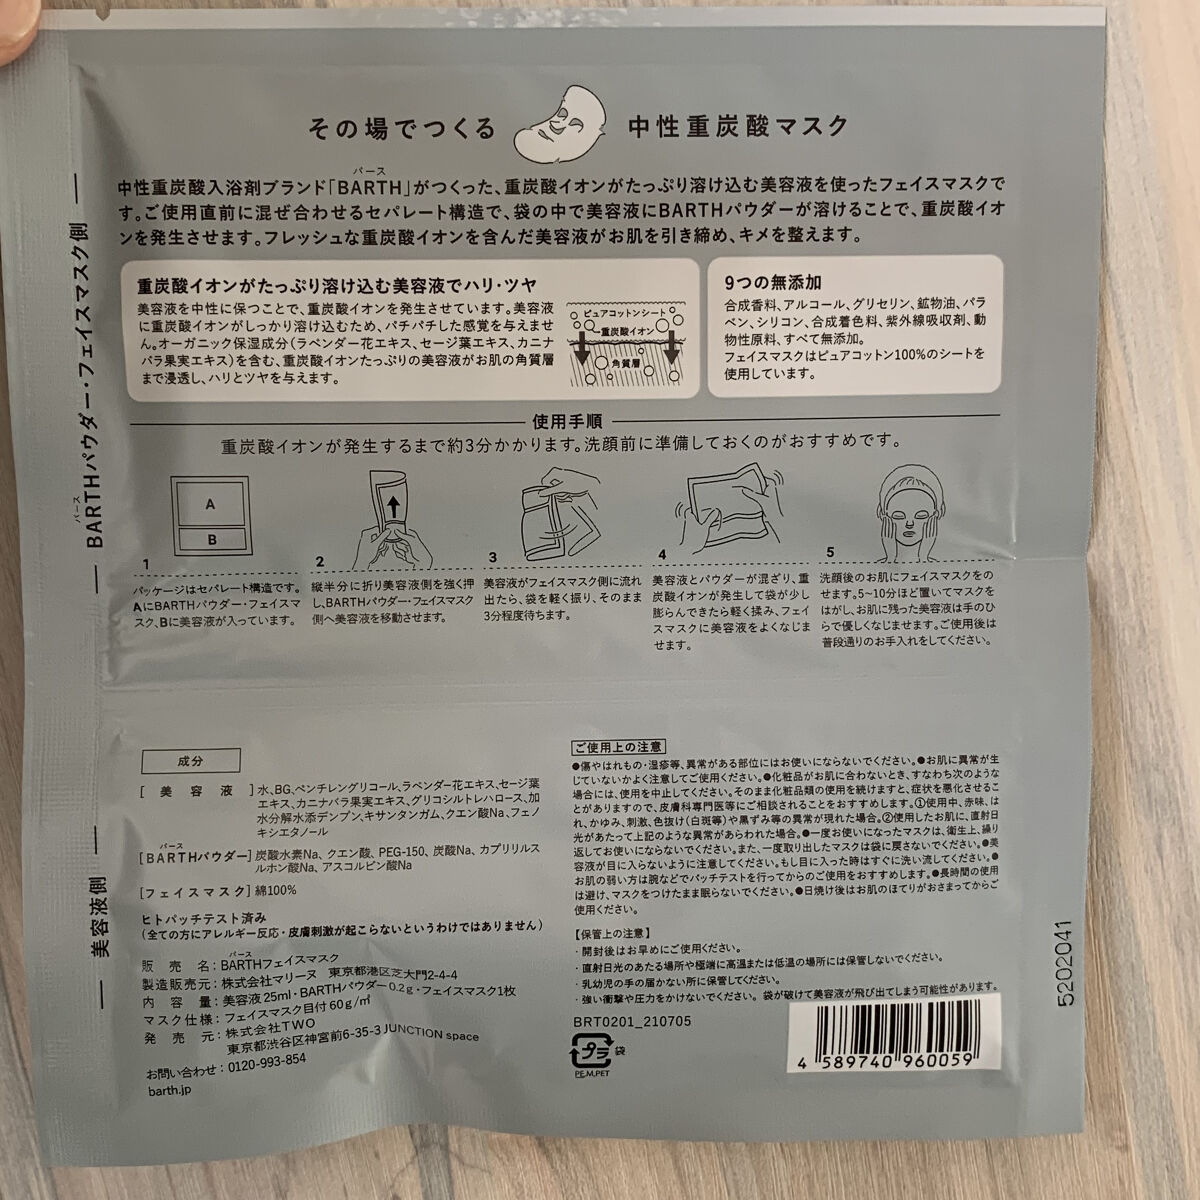 その場でつくる 中性重炭酸マスク
バース
中性重炭酸入浴剤ブランド「BARTH」がつくった、重炭酸イオンがたっぷり溶け込む美容液を使ったフェイスマスクで
す。ご使用直前に混ぜ合わせるセパレート構造で、袋の中で美容液にBARTHパウダーが溶けることで、重炭酸イオ
ンを発生させます。フレッシュな重炭酸イオンを含んだ美容液がお肌を引き締め、キメを整えます。
重炭酸イオンがたっぷり溶け込む美容液でハリ・ツヤ
美容液を中性に保つことで、重炭酸イオンを発生させています。美容液
に重炭酸イオンがしっかり溶け込むため、パチパチした感覚を与えませ
ん。オーガニック保湿成分(ラベンダー花エキス、セージ葉エキス、カニナ
バラ果実エキス)を含む、重炭酸イオンたっぷりの美容液がお肌の角質層
まで浸透し、ハリとツヤを与えます。
ピュアコットンシート
重炭酸イオン
角質層
9つの無添加
合成香料、アルコール、グリセリン、鉱物油、パラ
ベン、シリコン、合成着色料、紫外線吸収剤、動
物性原料、すべて無添加。
フェイスマスクはピュアコットン100%のシートを
使用しています。
使用手順
重炭酸イオンが発生するまで約3分かかります。洗顔前に準備しておくのがおすすめです。
A
B
1
パッケージはセパレート構造です。
AにBARTHパウダー・フェイスマ
スク、Bに美容液が入っています。
2
縦半分に折り美容液側を強く押
し、BARTHパウダー・フェイスマスク
側へ美容液を移動させます。
3
美容液がフェイスマスク側に流れ
出たら、袋を軽く振り、そのまま
3分程度待ちます。
4
美容液とパウダーが混ざり、重
炭酸イオンが発生して袋が少し
膨らんできたら軽く揉み、フェイ
スマスクに美容液をよくなじま
せます。
5
洗顔後のお肌にフェイスマスクをの
せます。5~10分ほど置いてマスクを
はがし、お肌に残った美容液は手のひ
らで優しくなじませます。ご使用後は
普段通りのお手入れをしてください。
バース
BARTHパウダー・フェイスマスク側
美容液側
成分
[美容液] 水、BG、ペンチレングリコール、ラベンダー花エキス、セージ葉
エキス、カニナバラ果実エキス、グリコシルトレハロース、加
水分解水添デンプン、キサンタンガム、クエン酸Na、フェノ
キシエタノール
バース
[BARTHパウダー] 炭酸水素Na、クエン酸、PEG-150、炭酸Na、カプリリルス
ルホン酸Na、アスコルビン酸Na
[フェイスマスク] 綿100%
ヒトパッチテスト済み
(全ての方にアレルギー反応・皮膚刺激が起こらないというわけではありません)
バース
販売名:BARTHフェイスマスク
製造販売元:株式会社マリーヌ 東京都港区芝大門2-4-4
内容量:美容液25ml・BARTHパウダー0.2g・フェイスマスク1枚
マスク仕様:フェイスマスク目付60g/㎡
発売元:株式会社TWO
東京都渋谷区神宮前6-35-3 JUNCTION space
お問い合わせ:0120-993-854
barth.jp
ご使用上の注意
●傷やはれもの・湿疹等、異常がある部位にはお使いにならないでください。●お肌に異常が生
じていないかよく注意してご使用ください。●化粧品がお肌に合わないとき、すなわち次のような
場合には、使用を中止してください。そのまま化粧品類の使用を続けますと、症状を悪化させるこ
とがありますので、皮膚科専門医等にご相談されることをおすすめします。①使用中、赤味、は
れ、かゆみ、刺激、色抜け(白斑等)や黒ずみ等の異常が現れた場合。②使用したお肌に、直射日
光があたって上記のような異常があらわれた場合。●一度お使いになったマスクは、衛生上、繰り
返してお使いにならないでください。また、一度取り出したマスクは袋に戻さないでください。●美
容液が目に入らないように注意してください。もし目に入った時はすぐに洗い流してください。●
お肌の弱い方は腕などでパッチテストを行ってからのご使用をおすすめします。●長時間の使用
は避け、マスクをつけたまま眠らないでください。●日焼け後はお肌のほてりがおさまってからご
使用ください。
【保管上の注意】
・開封後はお早めにご使用ください。
・直射日光のあたる場所や極端に高温または低温の場所には保管しないでください。
・乳幼児の手の届かない所に保管してください。
・強い衝撃や圧力をかけないでください。袋が破けて美容液が飛び出てしまう可能性があります。
BRT0201_210705
プラ 袋
PE,M,PET
4 589740 960059
5202041